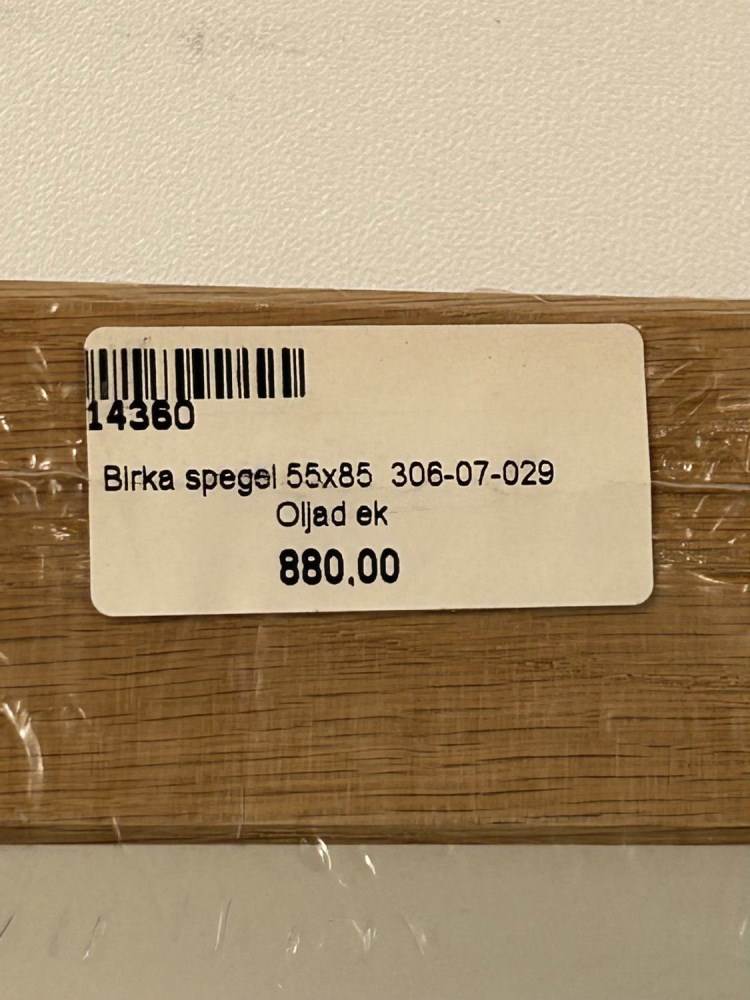 14360
Birka spegel 55x85 306-07-029
Oljad ek
880,00